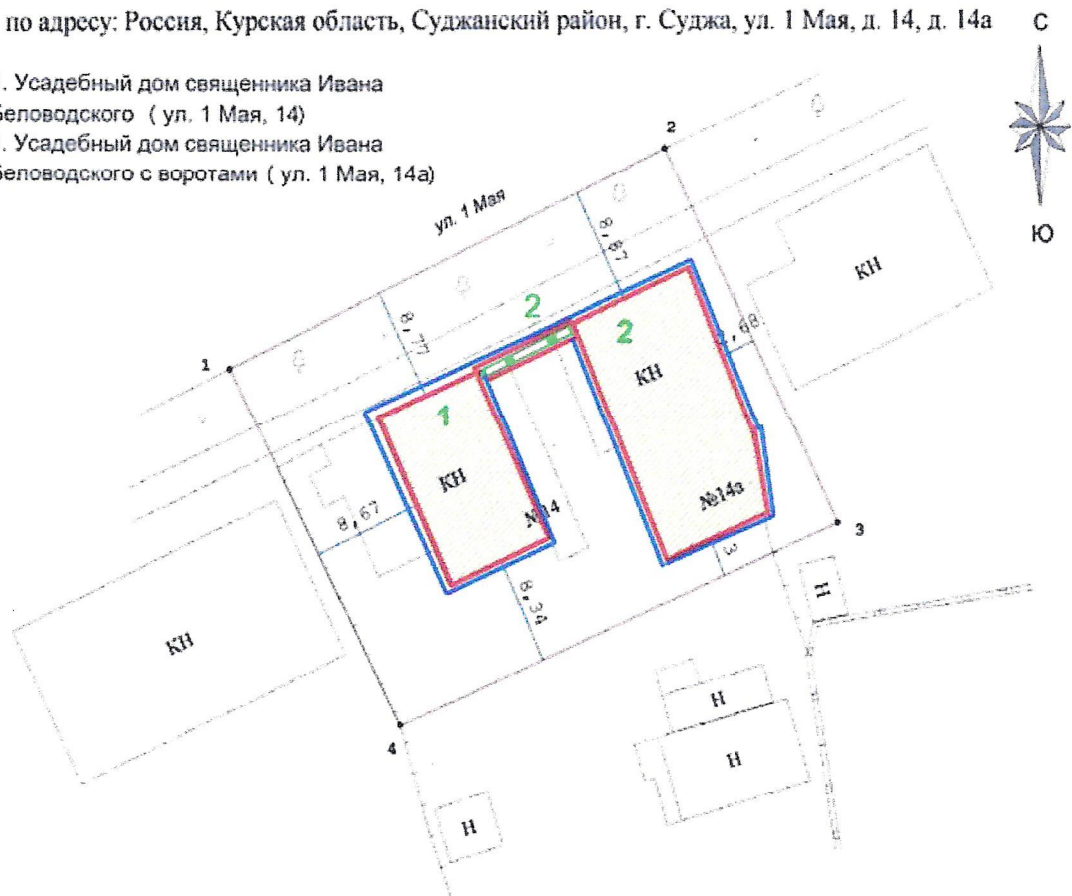 по адресу: Россия, Курская область, Суджанский район, г. Суджа, ул. 1 Мая, д. 14, д. 14а
С
. Усадебный дом священника Ивана
Беловодского ( ул. 1 Мая, 14)
. Усадебный дом священника Ивана
Беловодского с воротами ( ул. 1 Мая, 14а)
Ю
2
ул. 1 Мая
8,67
КН
2
8,77
2
,68
1
КН
1
КН
№14а
8,67
№14
3
3
8,34
Н
КН
Н
Н
4
Н